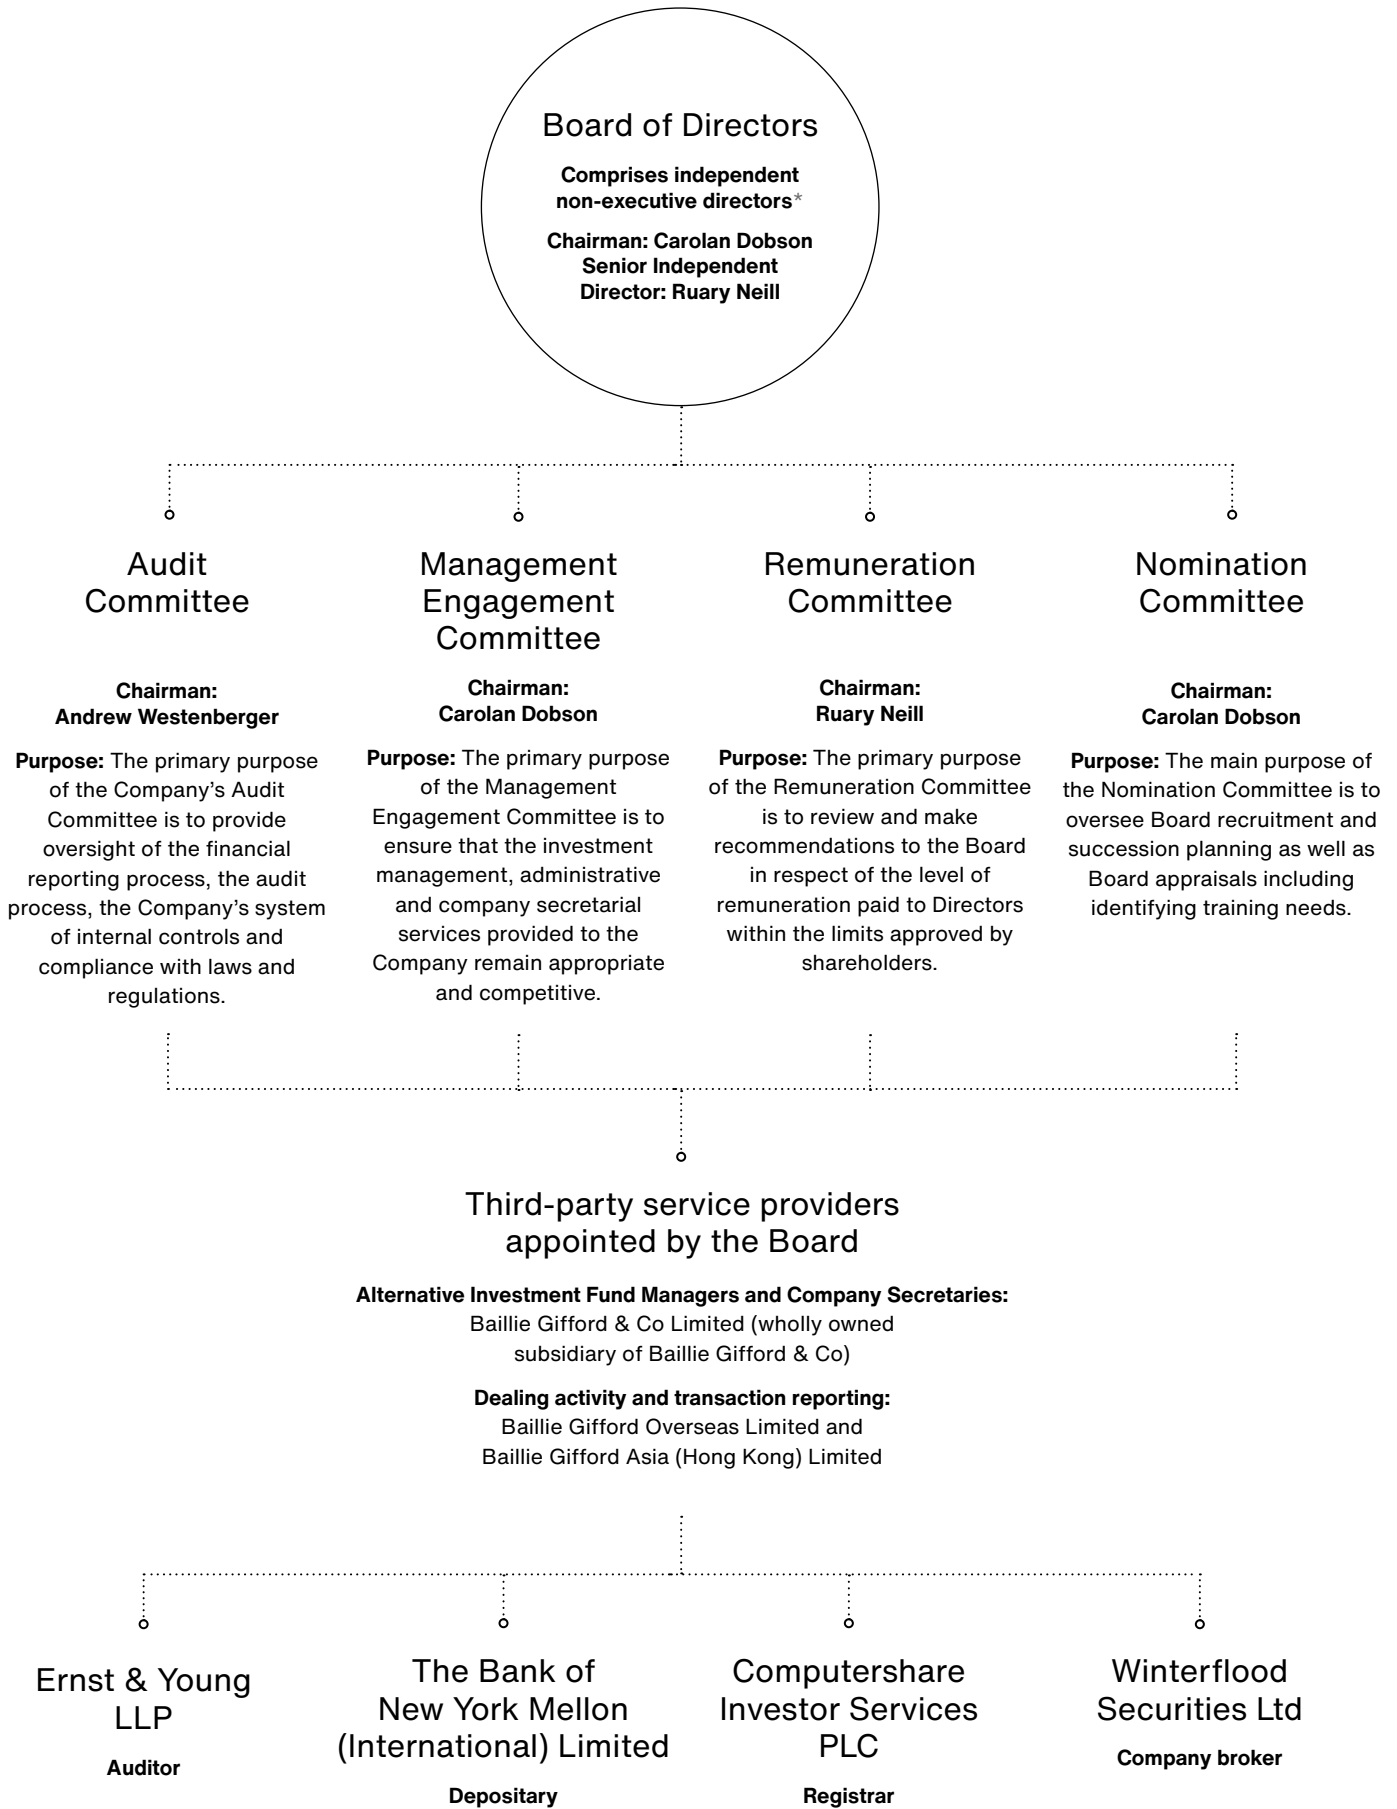 Board of Directors
Comprises independent
non-executive directors*
Chairman: Carolan Dobson
Senior Independent
Director: Ruary Neill
Audit
Committee
Chairman:
Andrew Westenberger
Purpose: The primary purpose
of the Company’s Audit
Committee is to provide
oversight of the financial
reporting process, the audit
process, the Company’s system
of internal controls and
compliance with laws and
regulations.
Management
Engagement
Committee
Chairman:
Carolan Dobson
Purpose: The primary purpose
of the Management
Engagement Committee is to
ensure that the investment
management, administrative
and company secretarial
services provided to the
Company remain appropriate
and competitive.
Remuneration
Committee
Chairman:
Ruary Neill
Purpose: The primary purpose
of the Remuneration Committee
is to review and make
recommendations to the Board
in respect of the level of
remuneration paid to Directors
within the limits approved by
shareholders.
Nomination
Committee
Chairman:
Carolan Dobson
Purpose: The main purpose of
the Nomination Committee is to
oversee Board recruitment and
succession planning as well as
Board appraisals including
identifying training needs.
Third-party service providers
appointed by the Board
Alternative Investment Fund Managers and Company Secretaries:
Baillie Gifford & Co Limited (wholly owned
subsidiary of Baillie Gifford & Co)
Dealing activity and transaction reporting:
Baillie Gifford Overseas Limited and
Baillie Gifford Asia (Hong Kong) Limited
Ernst & Young
LLP
Auditor
The Bank of
New York Mellon
(International) Limited
Depositary
Computershare
Investor Services
PLC
Registrar
Winterflood
Securities Ltd
Company broker